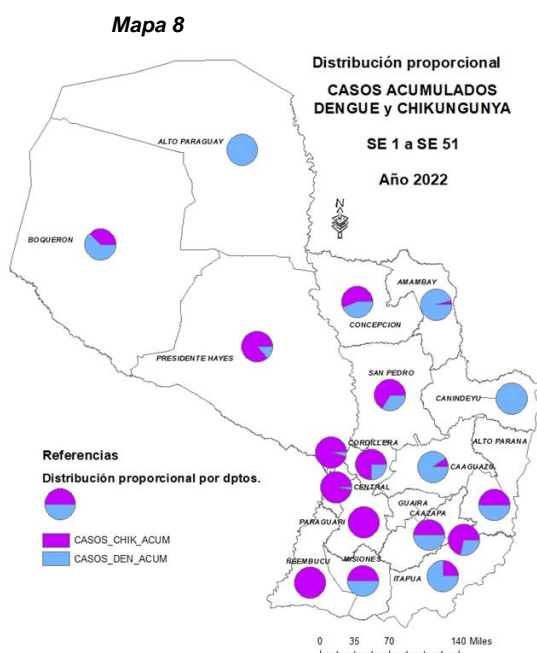 Mapa 8
Distribución proporcional
CASOS ACUMULADOS
DENGUE y CHIKUNGUNYA
SE 1 a SE 51
Año 2022
N
ALTO PARAGUAY
BOQUERON
AMAMBAY
CONCEPCION
PRESIDENTE HAYES
SAN PEDRO
CANINDEYU
ALTO PARANA
CORDILLERA
CAAGUAZS
CENTRAL
GUAIRA
CAAZAPA
PARAGUARI
ÑEEMBUCU
MISIONES
ITAPUA
Referencias
Distribución proporcional por dptos.
CASOS_CHIK_ACUM
CASOS_DEN_ACUM
0 35 70 140 Miles